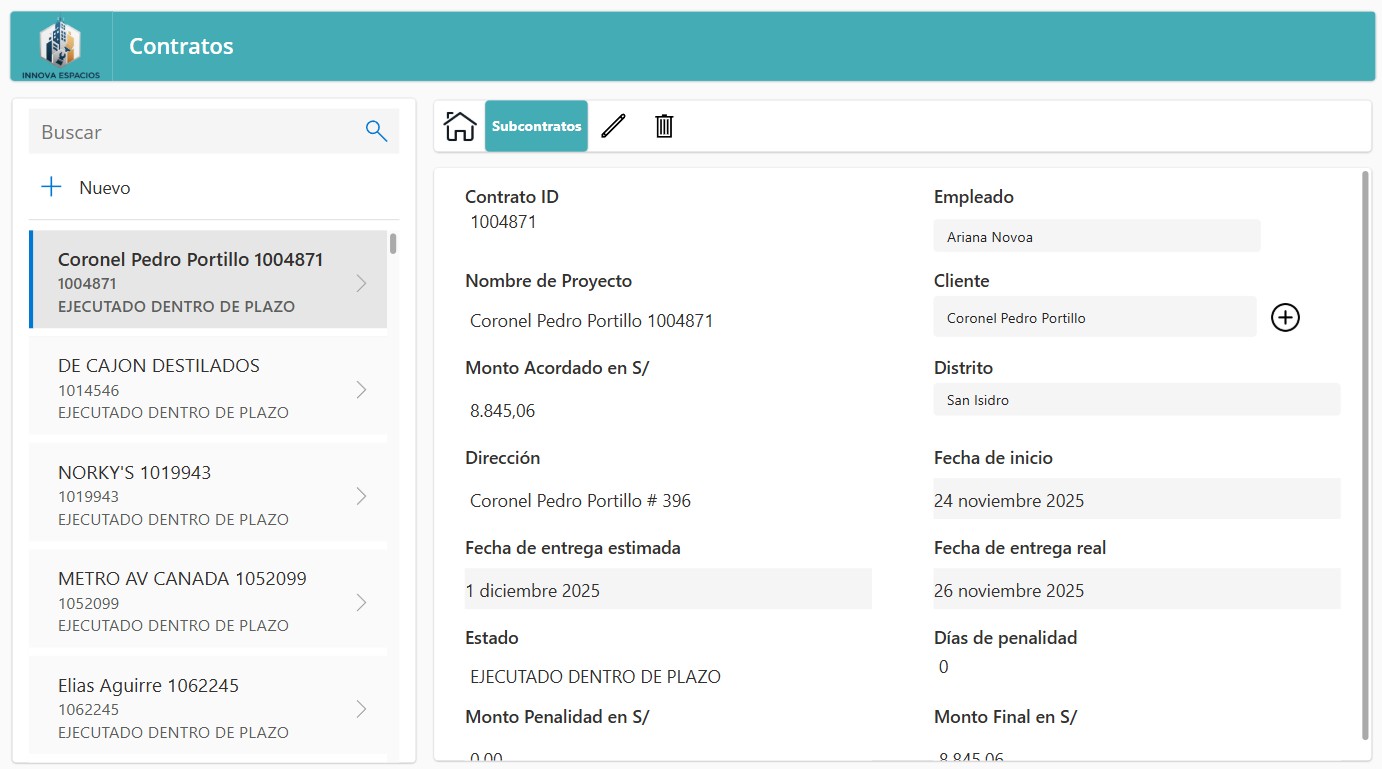 INNOVA ESPACIOS
Contratos
Buscar
Nuevo
Coronel Pedro Portillo 1004871
1004871
EJECUTADO DENTRO DE PLAZO
DE CAJON DESTILADOS
1014546
EJECUTADO DENTRO DE PLAZO
NORKY'S 1019943
1019943
EJECUTADO DENTRO DE PLAZO
METRO AV CANADA 1052099
1052099
EJECUTADO DENTRO DE PLAZO
Elias Aguirre 1062245
1062245
EJECUTADO DENTRO DE PLAZO
Subcontratos
Contrato ID
1004871
Empleado
Ariana Novoa
Nombre de Proyecto
Coronel Pedro Portillo 1004871
Cliente
Coronel Pedro Portillo
Monto Acordado en S/
8.845,06
Distrito
San Isidro
Dirección
Coronel Pedro Portillo # 396
Fecha de inicio
24 noviembre 2025
Fecha de entrega estimada
1 diciembre 2025
Fecha de entrega real
26 noviembre 2025
Estado
EJECUTADO DENTRO DE PLAZO
Días de penalidad
0
Monto Penalidad en S/
0,00
Monto Final en S/
8.845,06